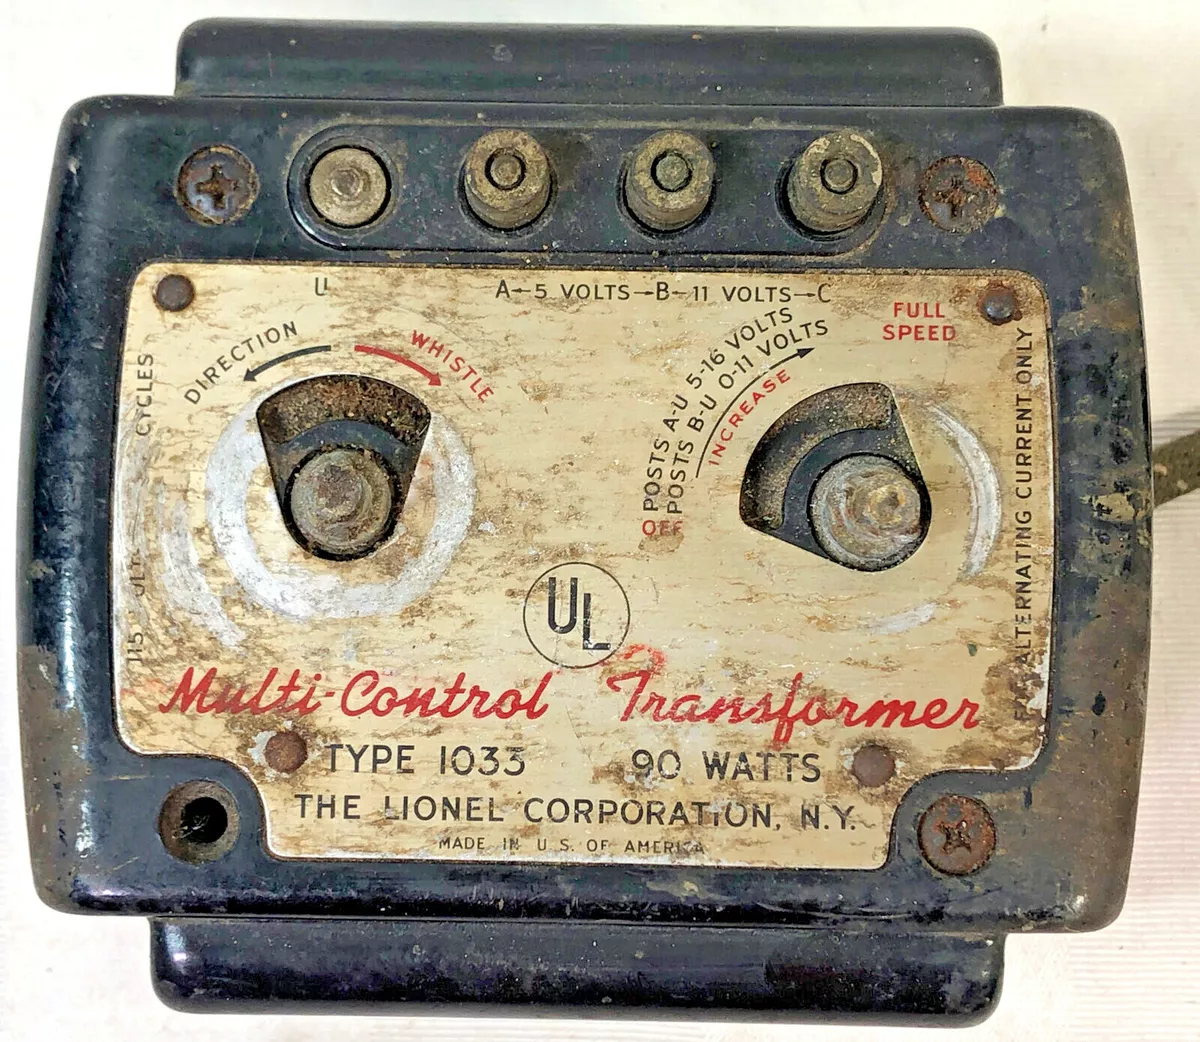 U
A←5 VOLTS→B←11 VOLTS→C
DIRECTION
WHISTLE
POSTS A-U 5-16 VOLTS
POSTS B-U 0-11 VOLTS
INCREASE
OFF
FULL
SPEED
115
CYCLES
ALTERNATING CURRENT ONLY
UL
Multi-Control Transformer
TYPE 1033 90 WATTS
THE LIONEL CORPORATION, N.Y.
MADE IN U.S. OF AMERICA